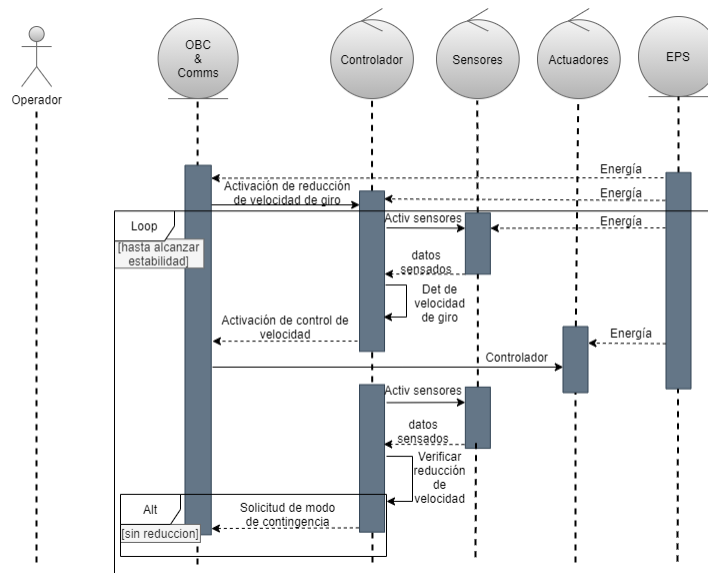 Operador
OBC
&
Comms
Controlador
Sensores
Actuadores
EPS
Energía
Activación de reducción
de velocidad de giro
Energía
Loop
[hasta alcanzar
estabilidad]
Activ sensores
Energía
datos
sensados
Det de
velocidad
de giro
Activación de control de
velocidad
Energía
Controlador
Activ sensores
datos
sensados
Verificar
reducción
de
velocidad
Alt
[sin reduccion]
Solicitud de modo
de contingencia